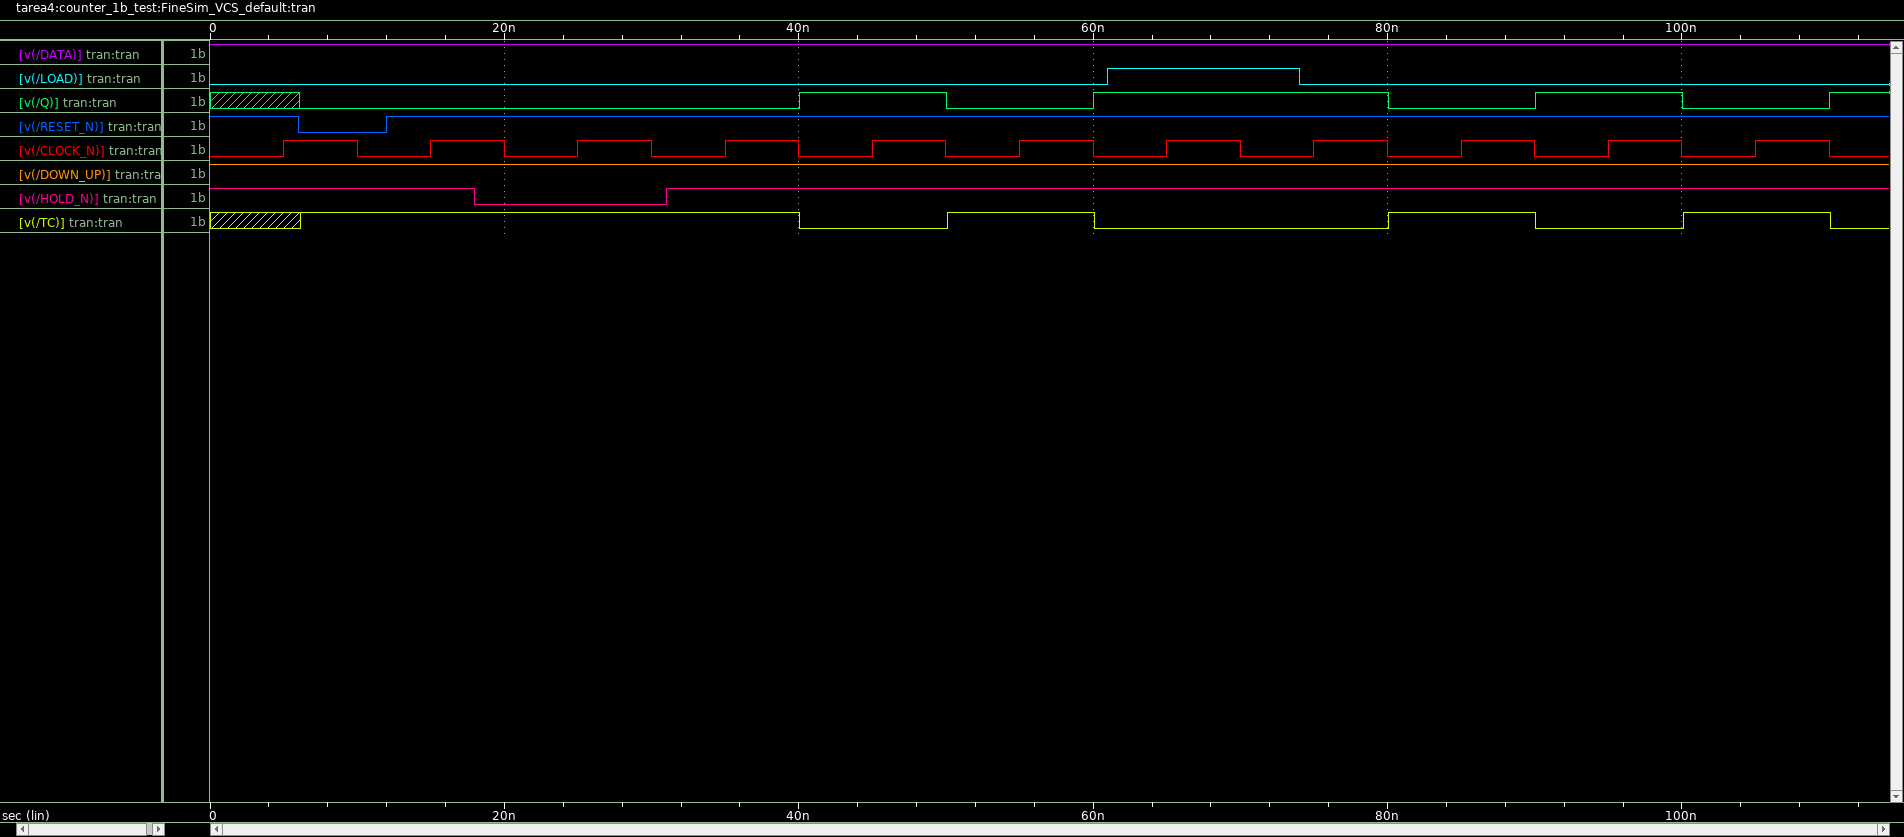 tarea4:counter_1b_test:FineSim_VCS_default:tran
0 20n 40n 60n 80n 100n
[v(/DATA)] tran:tran 1b
[v(/LOAD)] tran:tran 1b
[v(/Q)] tran:tran 1b
[v(/RESET_N)] tran:tran 1b
[v(/CLOCK_N)] tran:tran 1b
[v(/DOWN_UP)] tran:tra 1b
[v(/HOLD_N)] tran:tran 1b
[v(/TC)] tran:tran 1b
sec (lin) 0 20n 40n 60n 80n 100n